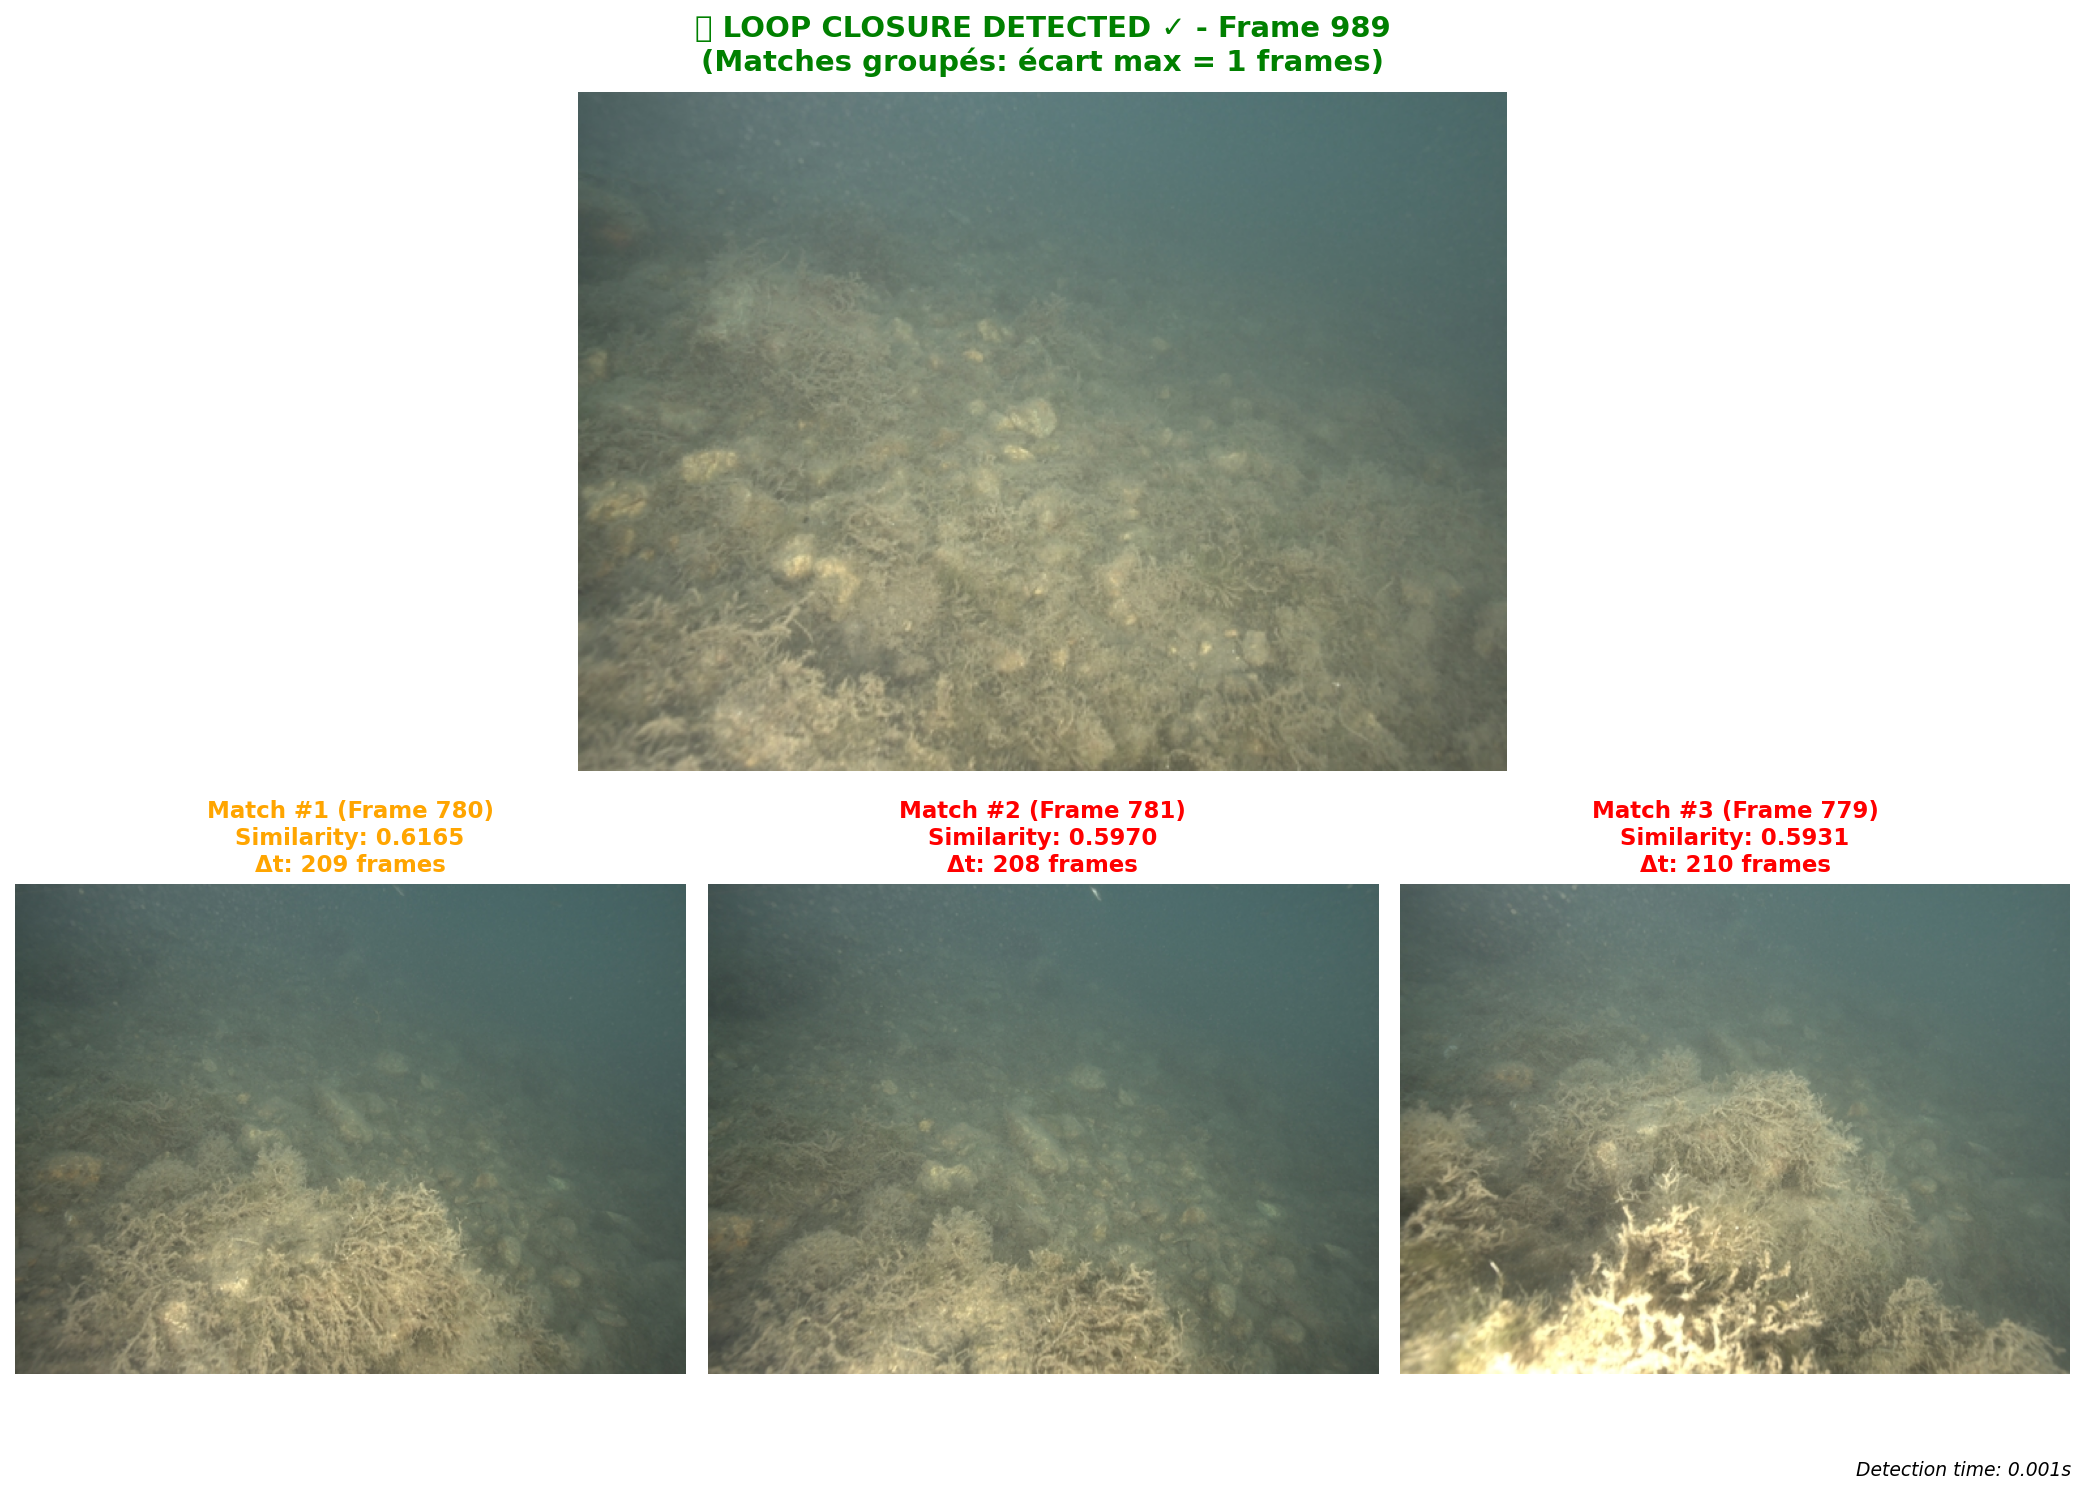 LOOP CLOSURE DETECTED ✓ - Frame 989
(Matches groupés: écart max = 1 frames)
Match #1 (Frame 780)
Similarity: 0.6165
Δt: 209 frames
Match #2 (Frame 781)
Similarity: 0.5970
Δt: 208 frames
Match #3 (Frame 779)
Similarity: 0.5931
Δt: 210 frames
Detection time: 0.001s